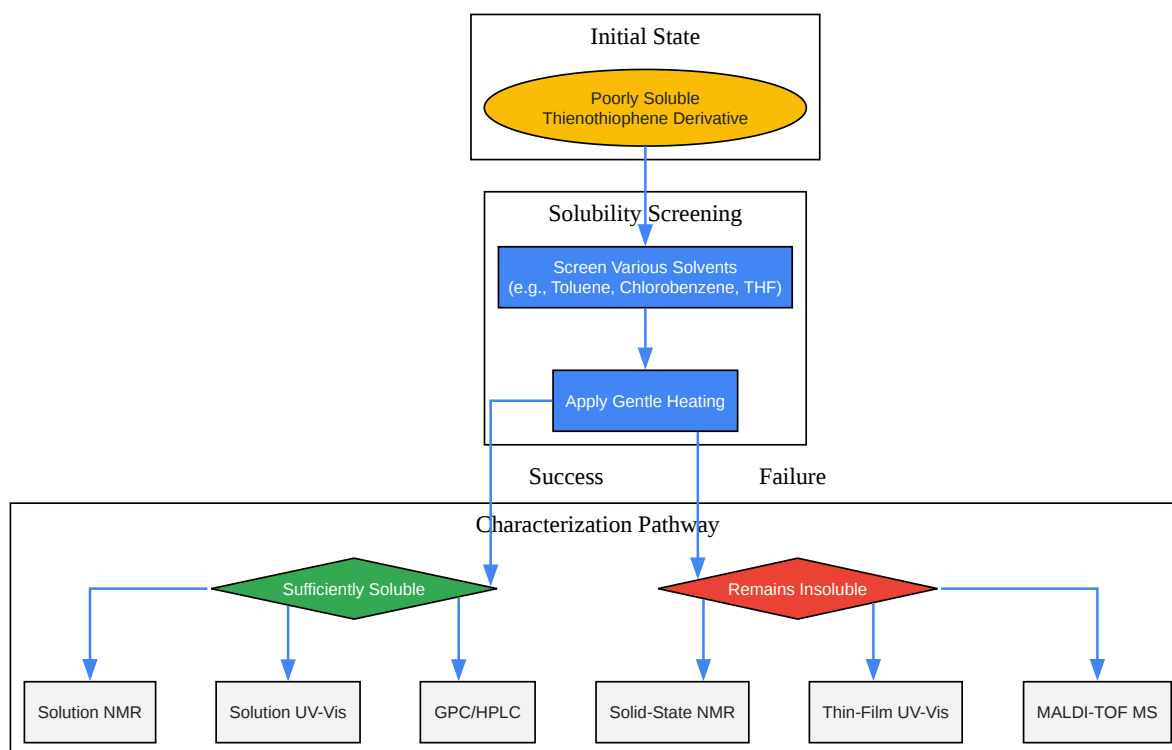 Initial State
Poorly Soluble
Thienothiophene Derivative
Solubility Screening
Screen Various Solvents
(e.g., Toluene, Chlorobenzene, THF)
Apply Gentle Heating
Success
Failure
Characterization Pathway
Sufficiently Soluble
Remains Insoluble
Solution NMR
Solution UV-Vis
GPC/HPLC
Solid-State NMR
Thin-Film UV-Vis
MALDI-TOF MS